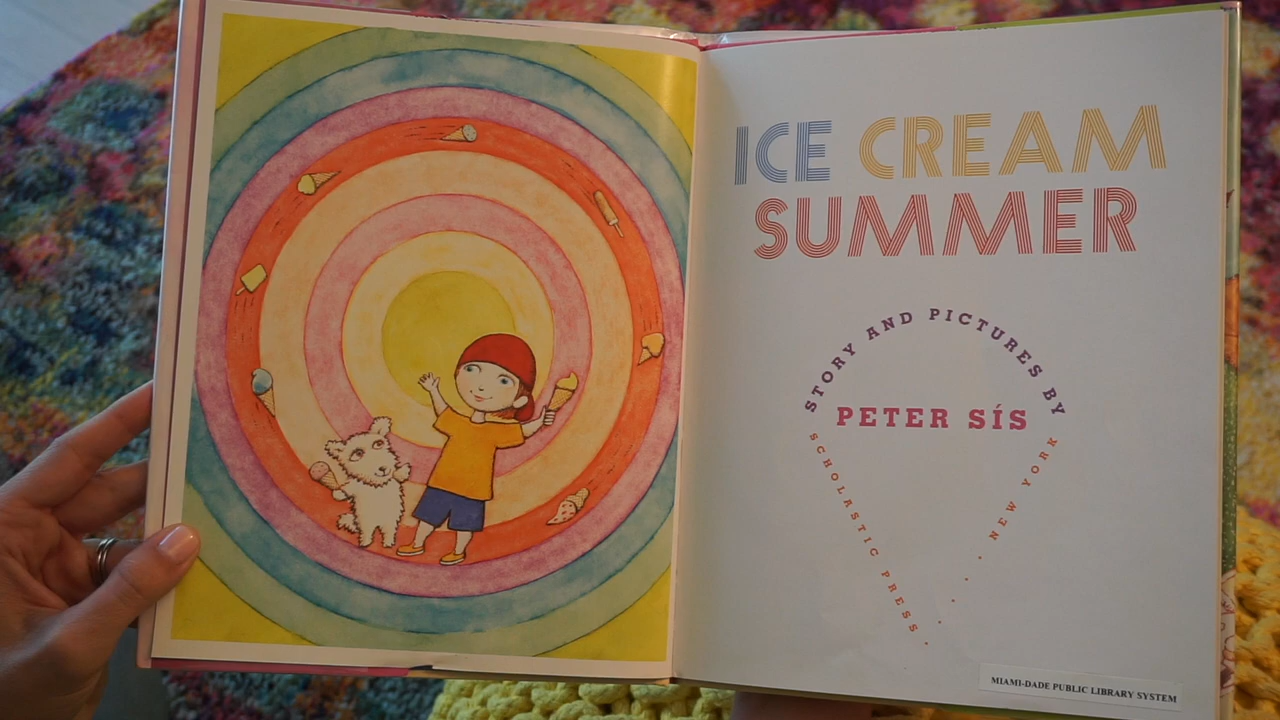 ICE CREAM
SUMMER
STORY AND PICTURES BY
PETER SÍS
SCHOLASTIC PRESS
NEW YORK
MIAMI-DADE PUBLIC LIBRARY SYSTEM